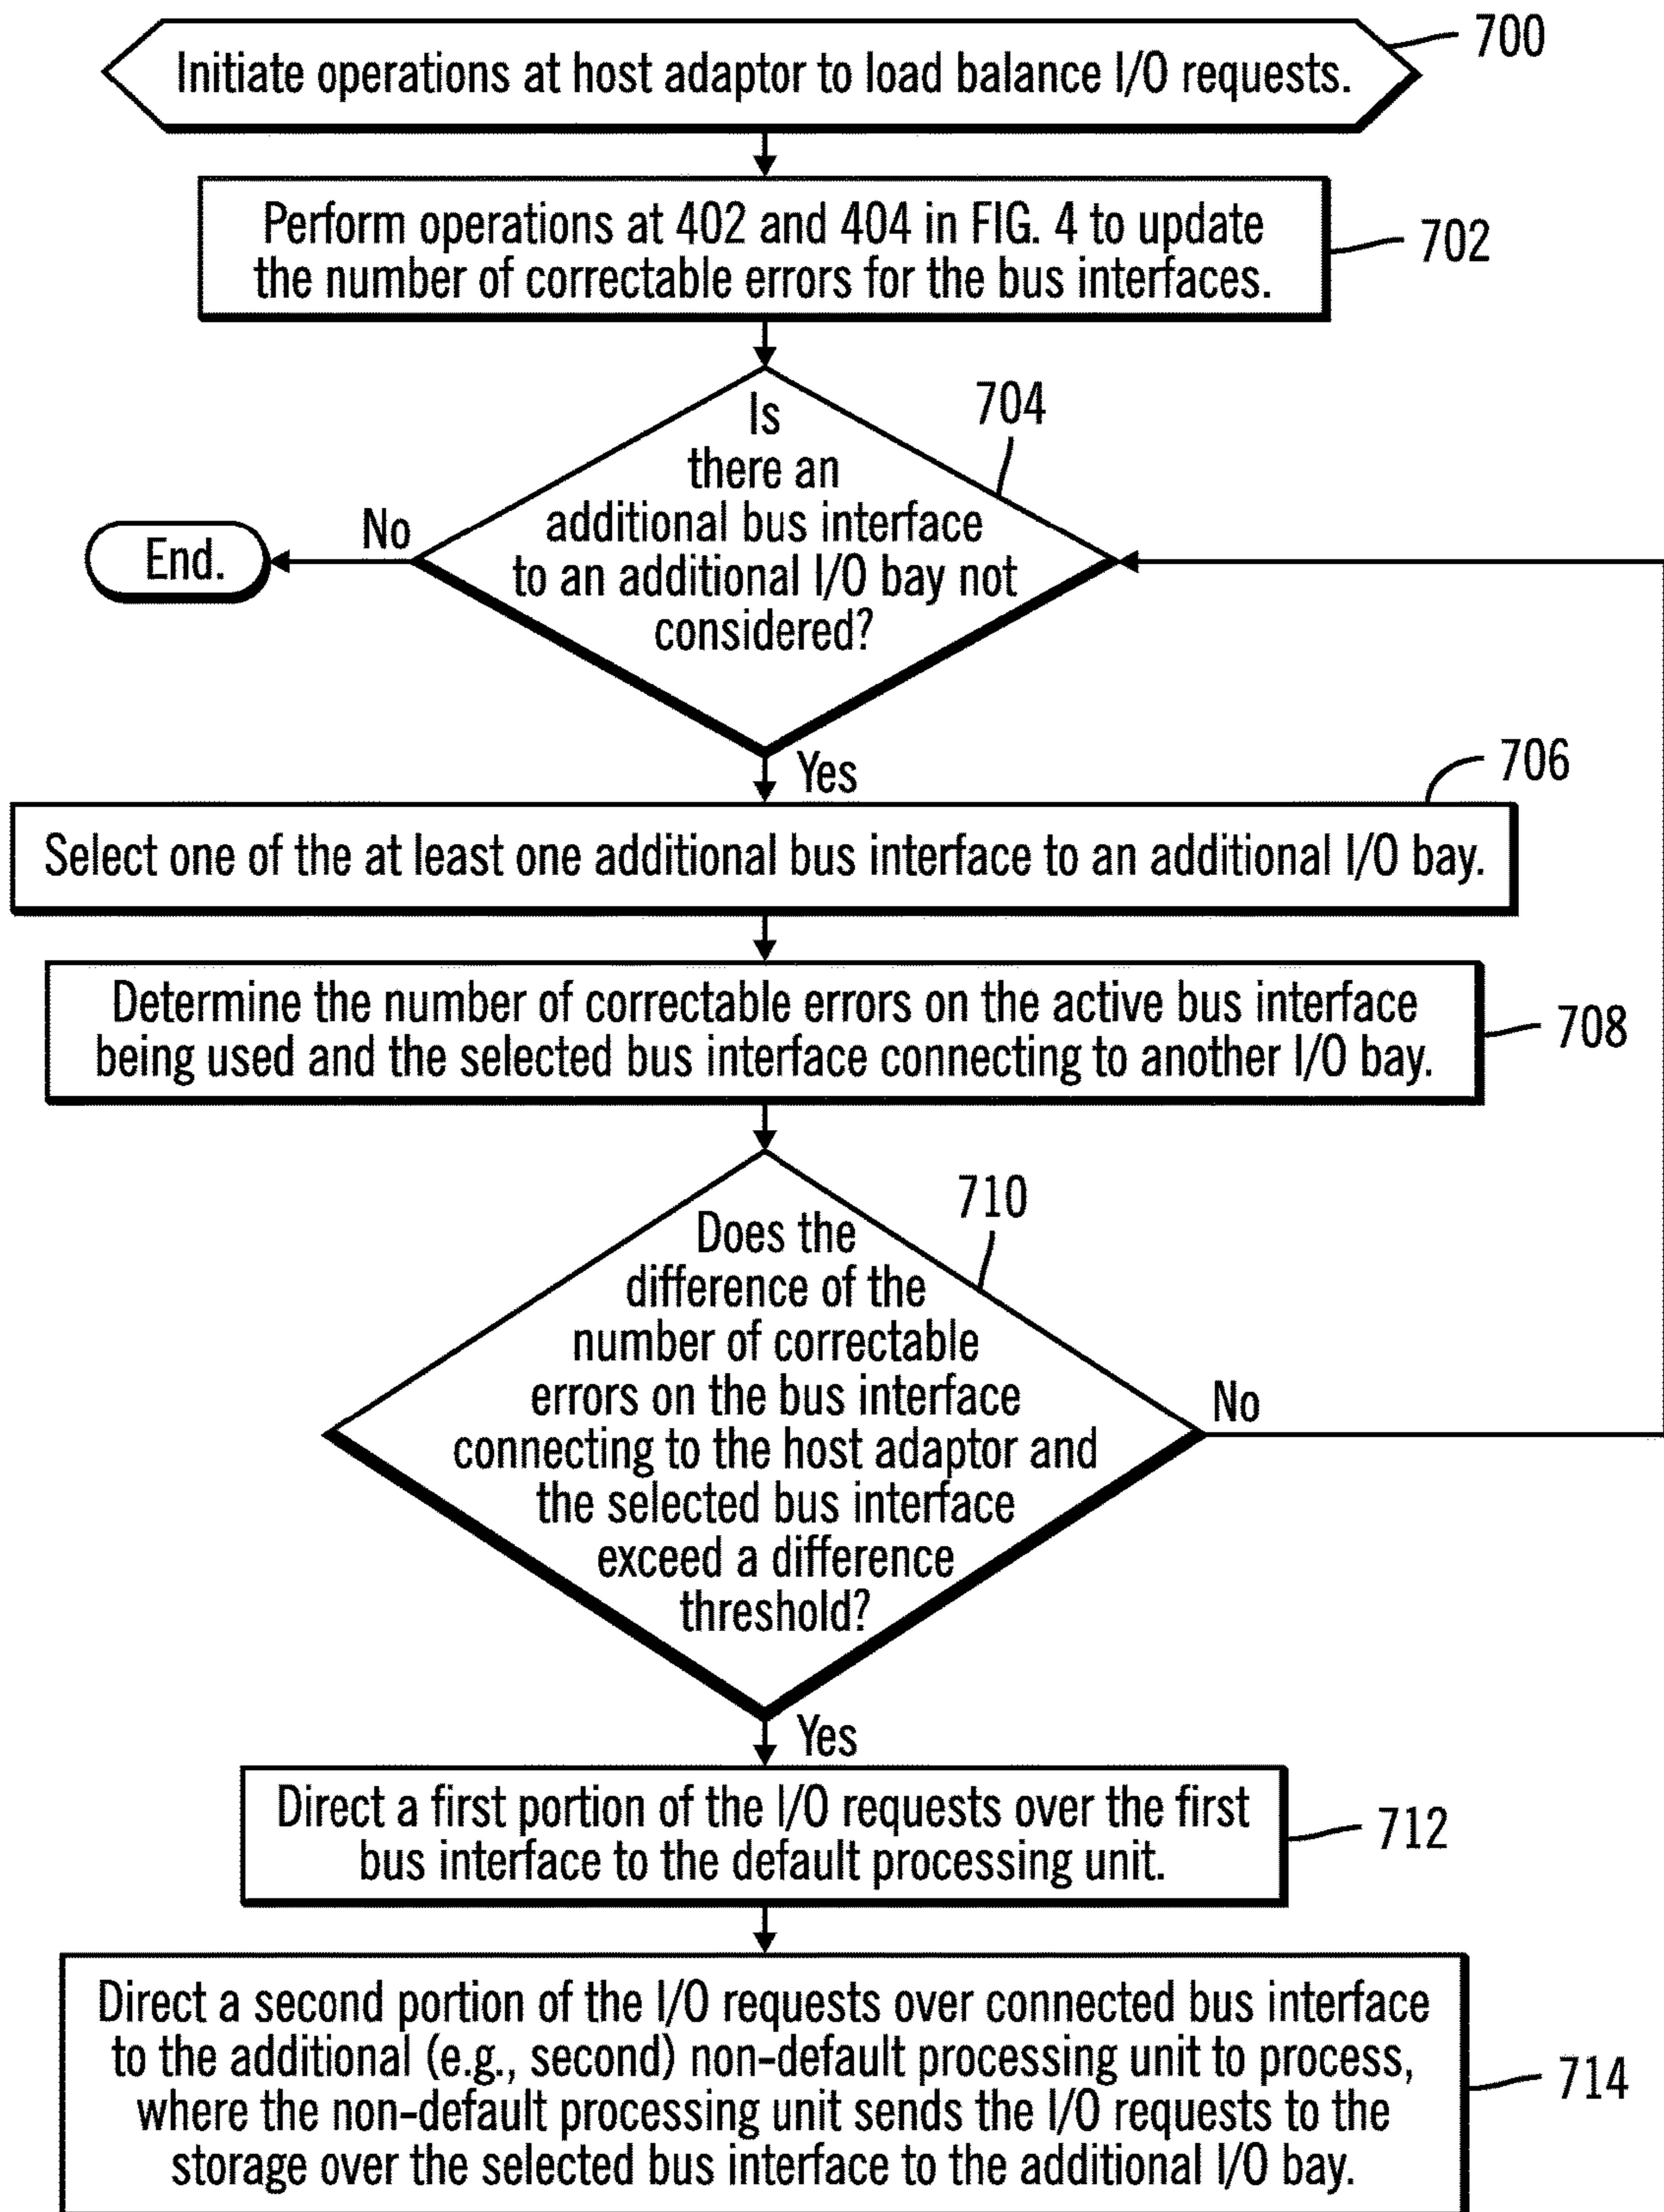 Initiate operations at host adaptor to load balance I/O requests.
700
Perform operations at 402 and 404 in FIG. 4 to update
the number of correctable errors for the bus interfaces.
702
Is
there an
additional bus interface
to an additional I/O bay not
considered?
704
No
End.
Yes
706
Select one of the at least one additional bus interface to an additional I/O bay.
Determine the number of correctable errors on the active bus interface
being used and the selected bus interface connecting to another I/O bay.
708
Does the
difference of the
number of correctable
errors on the bus interface
connecting to the host adaptor and
the selected bus interface
exceed a difference
threshold?
710
No
Yes
Direct a first portion of the I/O requests over the first
bus interface to the default processing unit.
712
Direct a second portion of the I/O requests over connected bus interface
to the additional (e.g., second) non-default processing unit to process,
where the non-default processing unit sends the I/O requests to the
storage over the selected bus interface to the additional I/O bay.
714